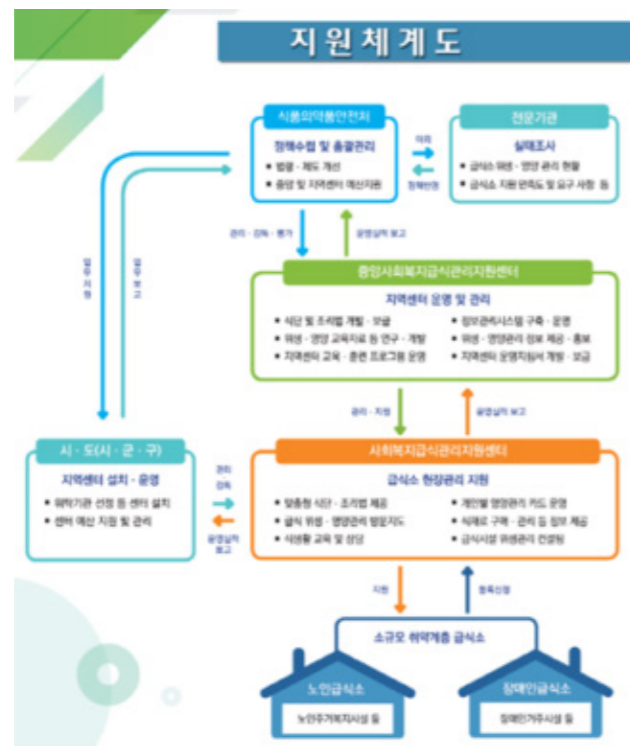 지원체계도
식품의약품안전처
정책수립 및 총괄관리
• 법률 · 제도 개선
• 중앙 및 지역센터 예산지원
의뢰
정책반영
전문기관
실태조사
• 급식소 위생 · 영양 관리 현황
• 급식소 지원 만족도 및 요구 사항 등
업무지원
업무보고
관리 · 감독 · 평가
운영실적 보고
중앙사회복지급식관리지원센터
지역센터 운영 및 관리
• 식단 및 조리법 개발 · 보급
• 위생 · 영양 교육자료 등 연구 · 개발
• 지역센터 교육 · 훈련 프로그램 운영
• 정보관리시스템 구축 · 운영
• 위생 · 영양관리 정보 제공 · 홍보
• 지역센터 운영지침서 개발 · 보급
관리 · 지원
운영실적 보고
시 · 도(시 · 군 · 구)
지역센터 설치 · 운영
• 위탁기관 선정 등 센터 설치
• 센터 예산 지원 및 관리
관리
감독
운영실적
보고
사회복지급식관리지원센터
급식소 현장관리 지원
• 맞춤형 식단 · 조리법 제공
• 급식 위생 · 영양관리 방문지도
• 식생활 교육 및 상담
• 개인별 영양관리 카드 운영
• 식재료 구매 · 관리 등 정보 제공
• 급식시설 위생관리 컨설팅
지원
등록신청
소규모 취약계층 급식소
노인급식소
노인주거복지시설 등
장애인급식소
장애인거주시설 등